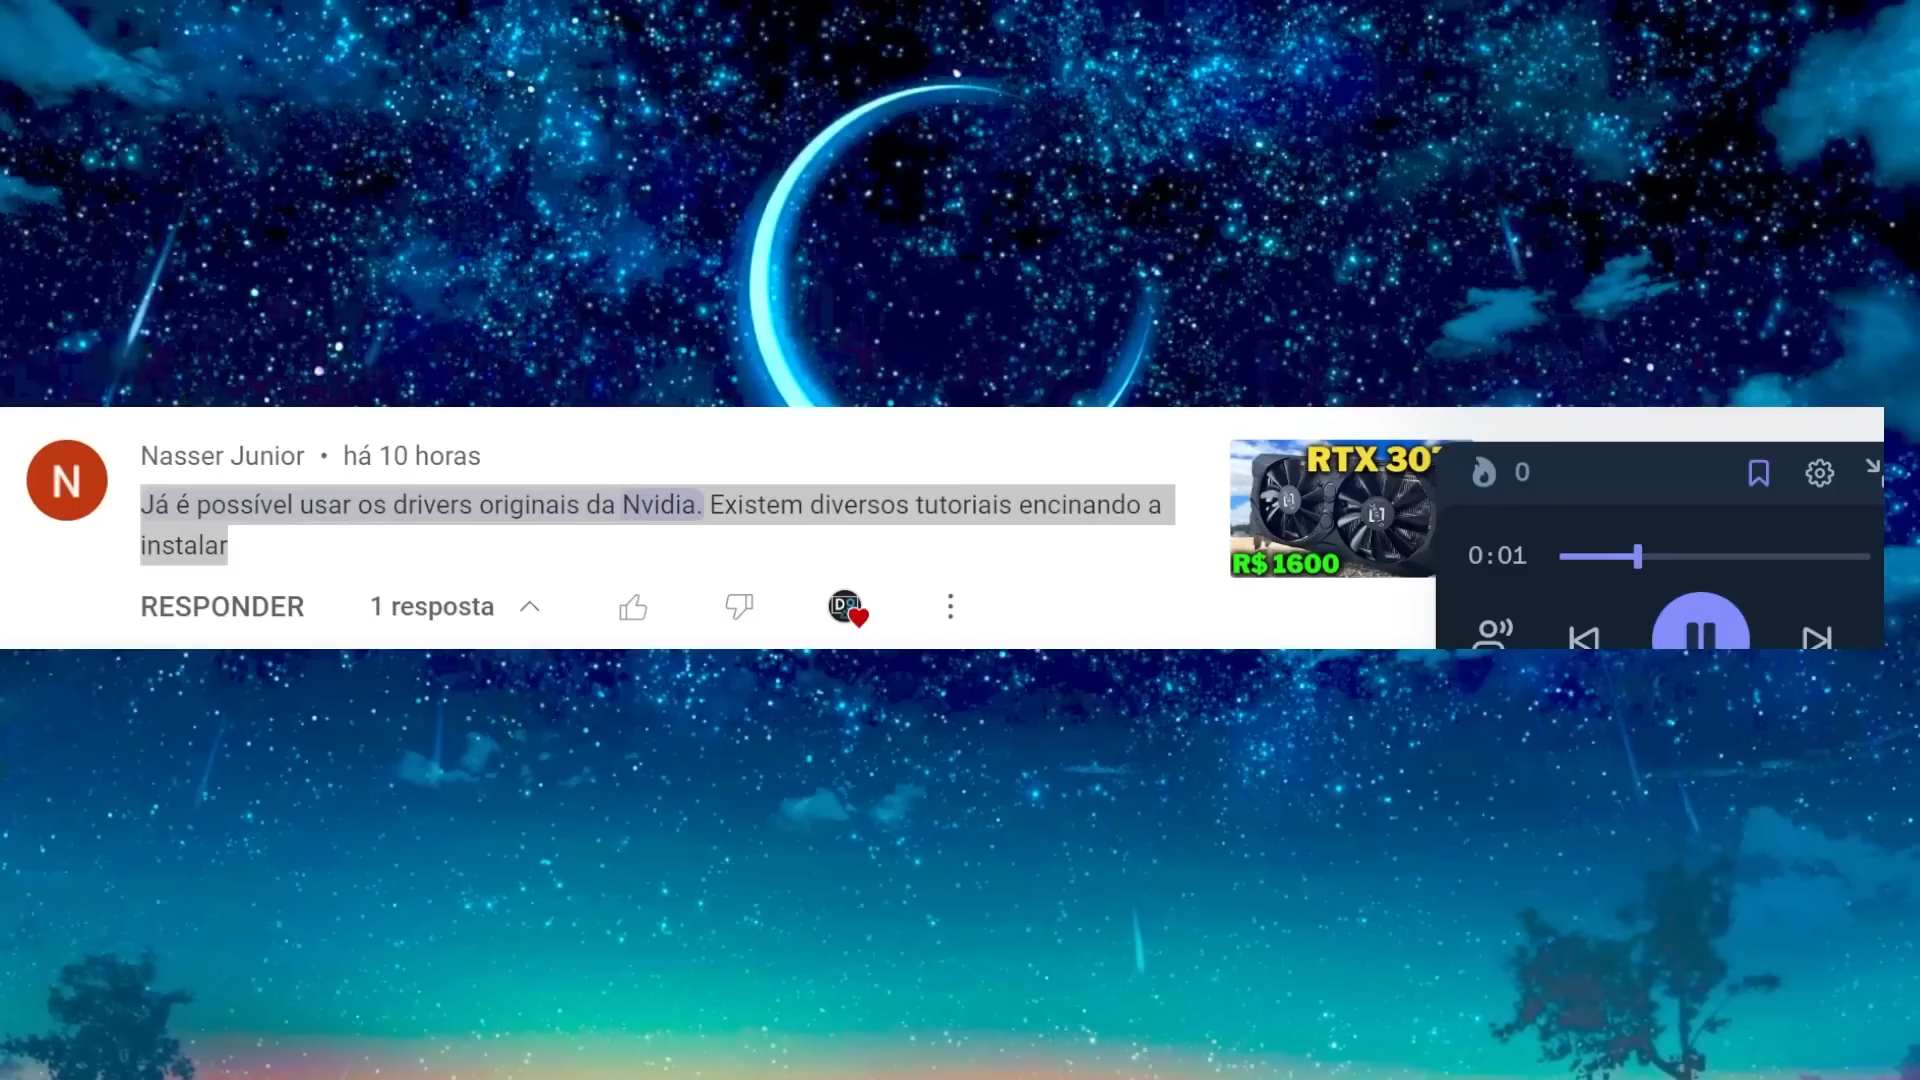 N
Nasser Junior • há 10 horas
Já é possível usar os drivers originais da Nvidia. Existem diversos tutoriais encinando a
instalar
RESPONDER
1 resposta
RTX 30
R$ 1600
0
0:01